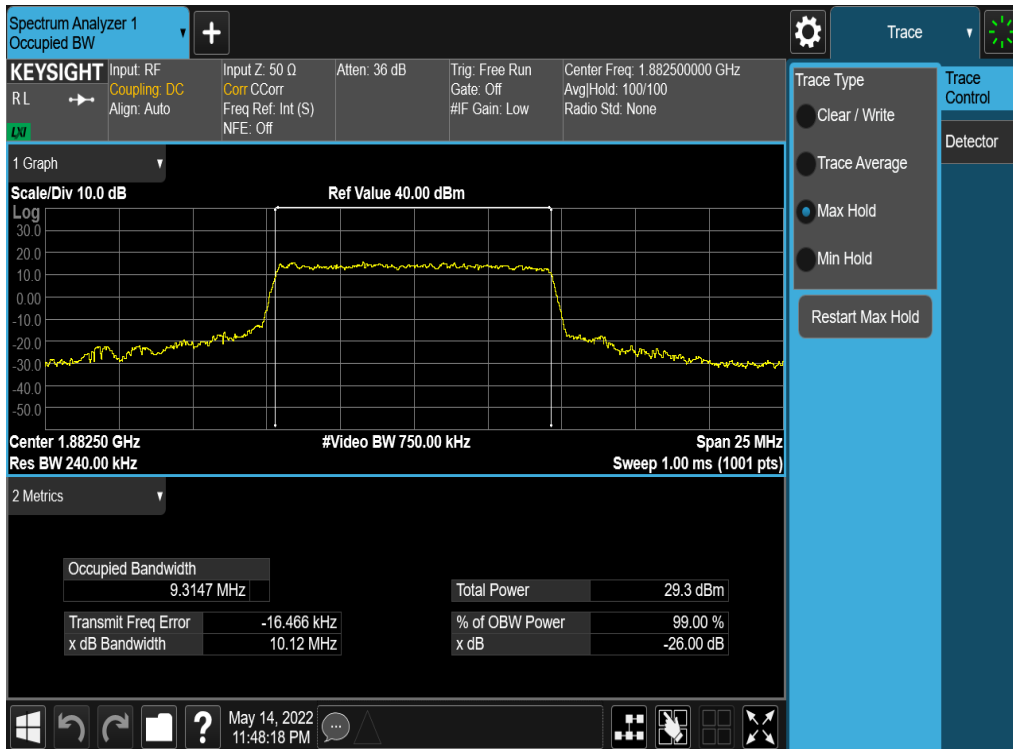 Spectrum Analyzer 1
Occupied BW
+
Trace
KEYSIGHT
R L
LXI
Input: RF
Coupling: DC
Align: Auto
Input Z: 50 Ω
Corr CCorr
Freq Ref: Int (S)
NFE: Off
Atten: 36 dB
Trig: Free Run
Gate: Off
#IF Gain: Low
Center Freq: 1.882500000 GHz
Avg|Hold: 100/100
Radio Std: None
Trace Type
Clear / Write
Trace Average
Max Hold
Min Hold
Restart Max Hold
Trace
Control
Detector
1 Graph
Scale/Div 10.0 dB
Ref Value 40.00 dBm
Log
30.0
20.0
10.0
0.00
-10.0
-20.0
-30.0
-40.0
-50.0
Center 1.88250 GHz
#Video BW 750.00 kHz
Span 25 MHz
Res BW 240.00 kHz
Sweep 1.00 ms (1001 pts)
2 Metrics
Occupied Bandwidth
9.3147 MHz
Total Power 29.3 dBm
Transmit Freq Error -16.466 kHz
% of OBW Power 99.00 %
x dB Bandwidth 10.12 MHz
x dB -26.00 dB
?
May 14, 2022
11:48:18 PM